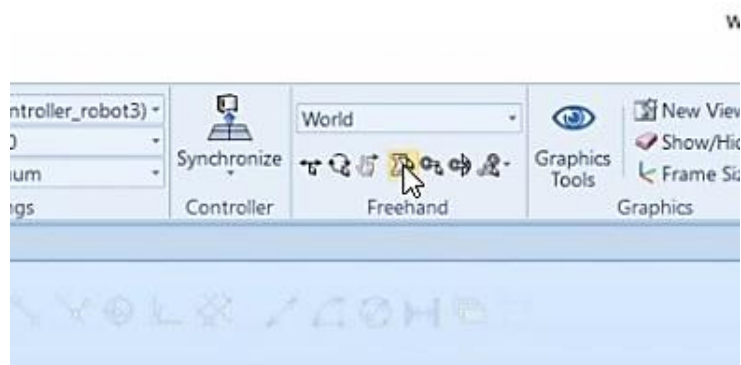 ntroller_robot3)
World
New View
Show/Hid
Synchronize
Graphics
Tools
um
Frame Siz
gs
Controller
Freehand
Graphics